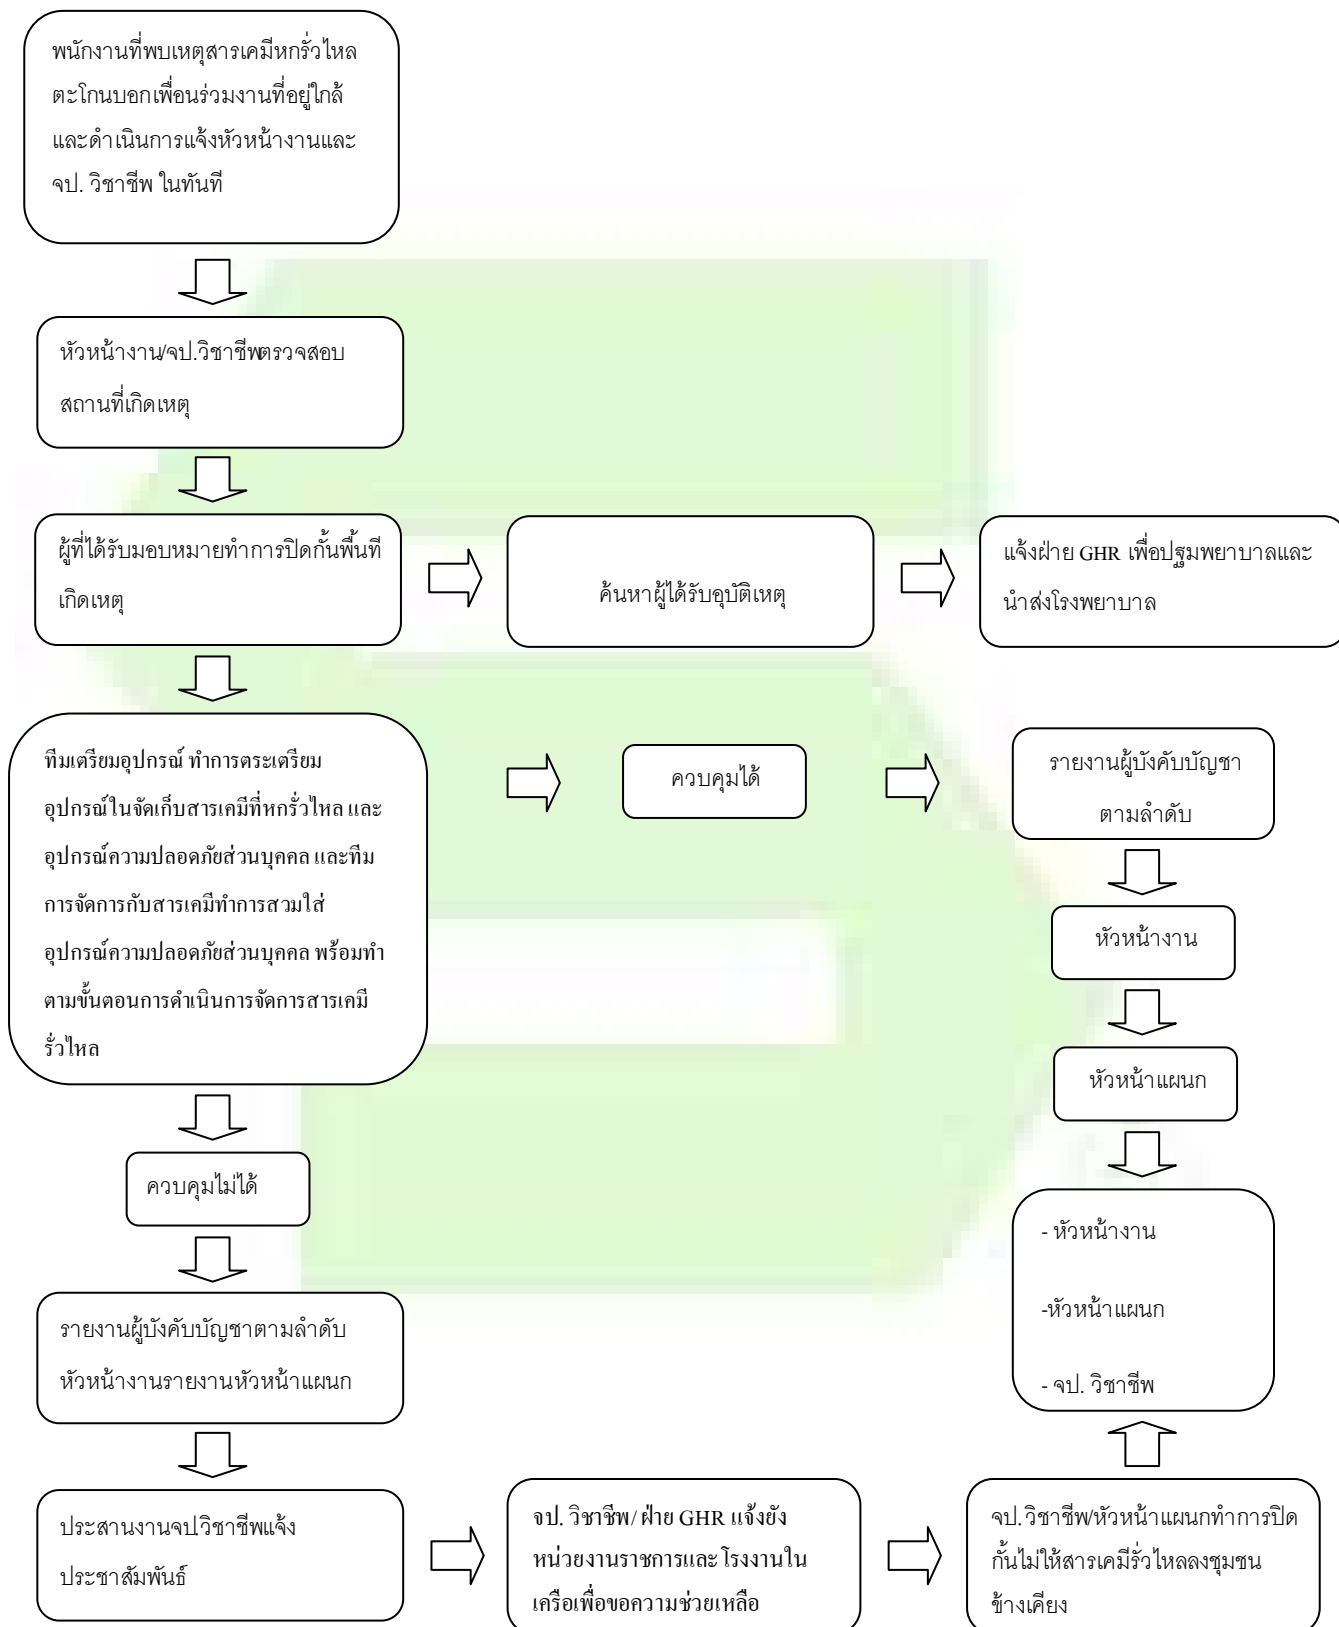 พนักงานที่พบเหตุสารเคมีหกรั่วไหล
ตะโกนบอกเพื่อนร่วมงานที่อยู่ใกล้
และดำเนินการแจ้งหัวหน้างานและ
จป. วิชาชีพ ในทันที
หัวหน้างาน/จป.วิชาชีพตรวจสอบ
สถานที่เกิดเหตุ
ผู้ที่ได้รับมอบหมายทำการปิดกั้นพื้นที่
เกิดเหตุ
ค้นหาผู้ได้รับอุบัติเหตุ
แจ้งฝ่าย GHR เพื่อปฐมพยาบาลและ
นำส่งโรงพยาบาล
ทีมเตรียมอุปกรณ์ ทำการตระเตรียม
อุปกรณ์ในจัดเก็บสารเคมีที่หกรั่วไหล และ
อุปกรณ์ความปลอดภัยส่วนบุคคล และทีม
การจัดการกับสารเคมีทำการสวมใส่
อุปกรณ์ความปลอดภัยส่วนบุคคล พร้อมทำ
ตามขั้นตอนการดำเนินการจัดการสารเคมี
รั่วไหล
ควบคุมได้
รายงานผู้บังคับบัญชา
ตามลำดับ
หัวหน้างาน
หัวหน้าแผนก
- หัวหน้างาน
-หัวหน้าแผนก
- จป. วิชาชีพ
ควบคุมไม่ได้
รายงานผู้บังคับบัญชาตามลำดับ
หัวหน้างานรายงานหัวหน้าแผนก
ประสานงานจปวิชาชีพแจ้ง
ประชาสัมพันธ์
จป. วิชาชีพ/ ฝ่าย GHR แจ้งยัง
หน่วยงานราชการและ โรงงานใน
เครือเพื่อขอความช่วยเหลือ
จป.วิชาชีพ/หัวหน้าแผนกทำการปิด
กั้นไม่ให้สารเคมีรั่วไหลลงชุมชน
ข้างเคียง